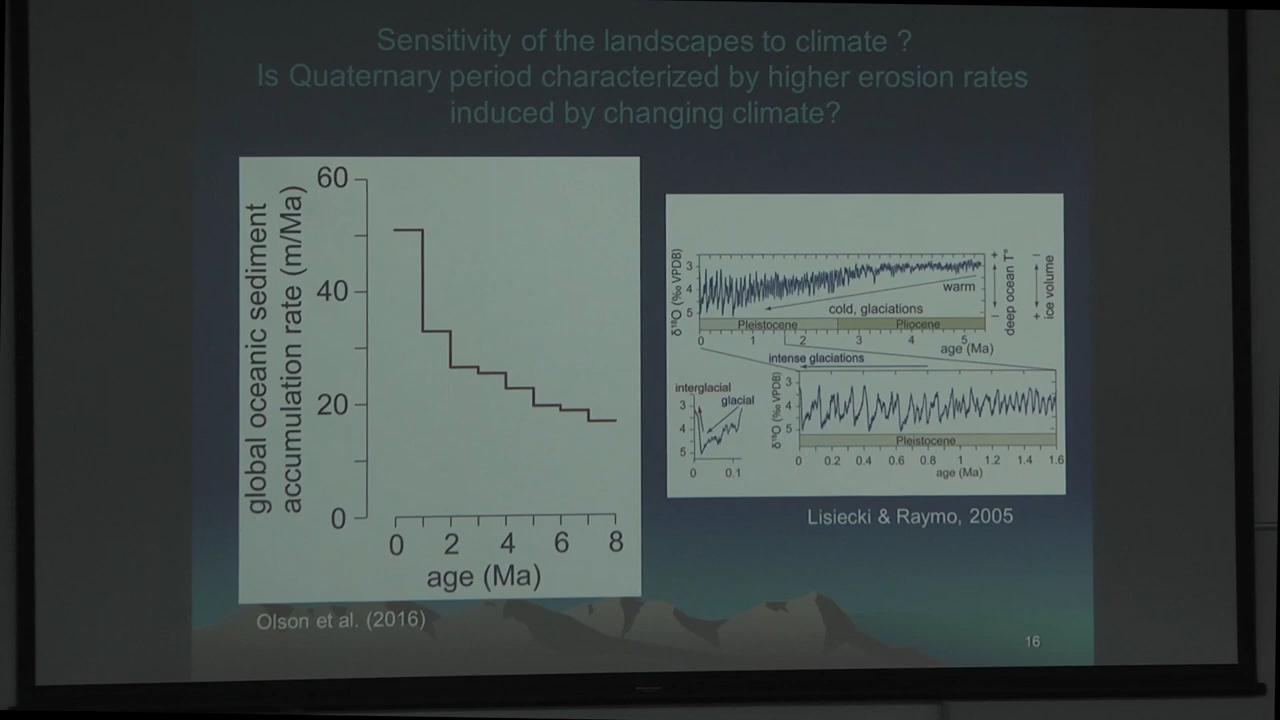 Sensitivity of the landscapes to climate ?
Is Quaternary period characterized by higher erosion rates
induced by changing climate?
global oceanic sediment
accumulation rate (m/Ma)
60
40
20
0
0 2 4 6 8
age (Ma)
Olson et al. (2016)
δ18O (‰ VPDB)
3
4
5
warm
cold, glaciations
Pleistocene Pliocene
0 1 2 3 4 5
age (Ma)
+ −
deep ocean T°
− +
ice volume
intense glaciations
interglacial
glacial
3
4
5
0 0.1
δ18O (‰ VPDB)
3
4
5
Pleistocene
0 0.2 0.4 0.6 0.8 1 1.2 1.4 1.6
age (Ma)
Lisiecki & Raymo, 2005
16